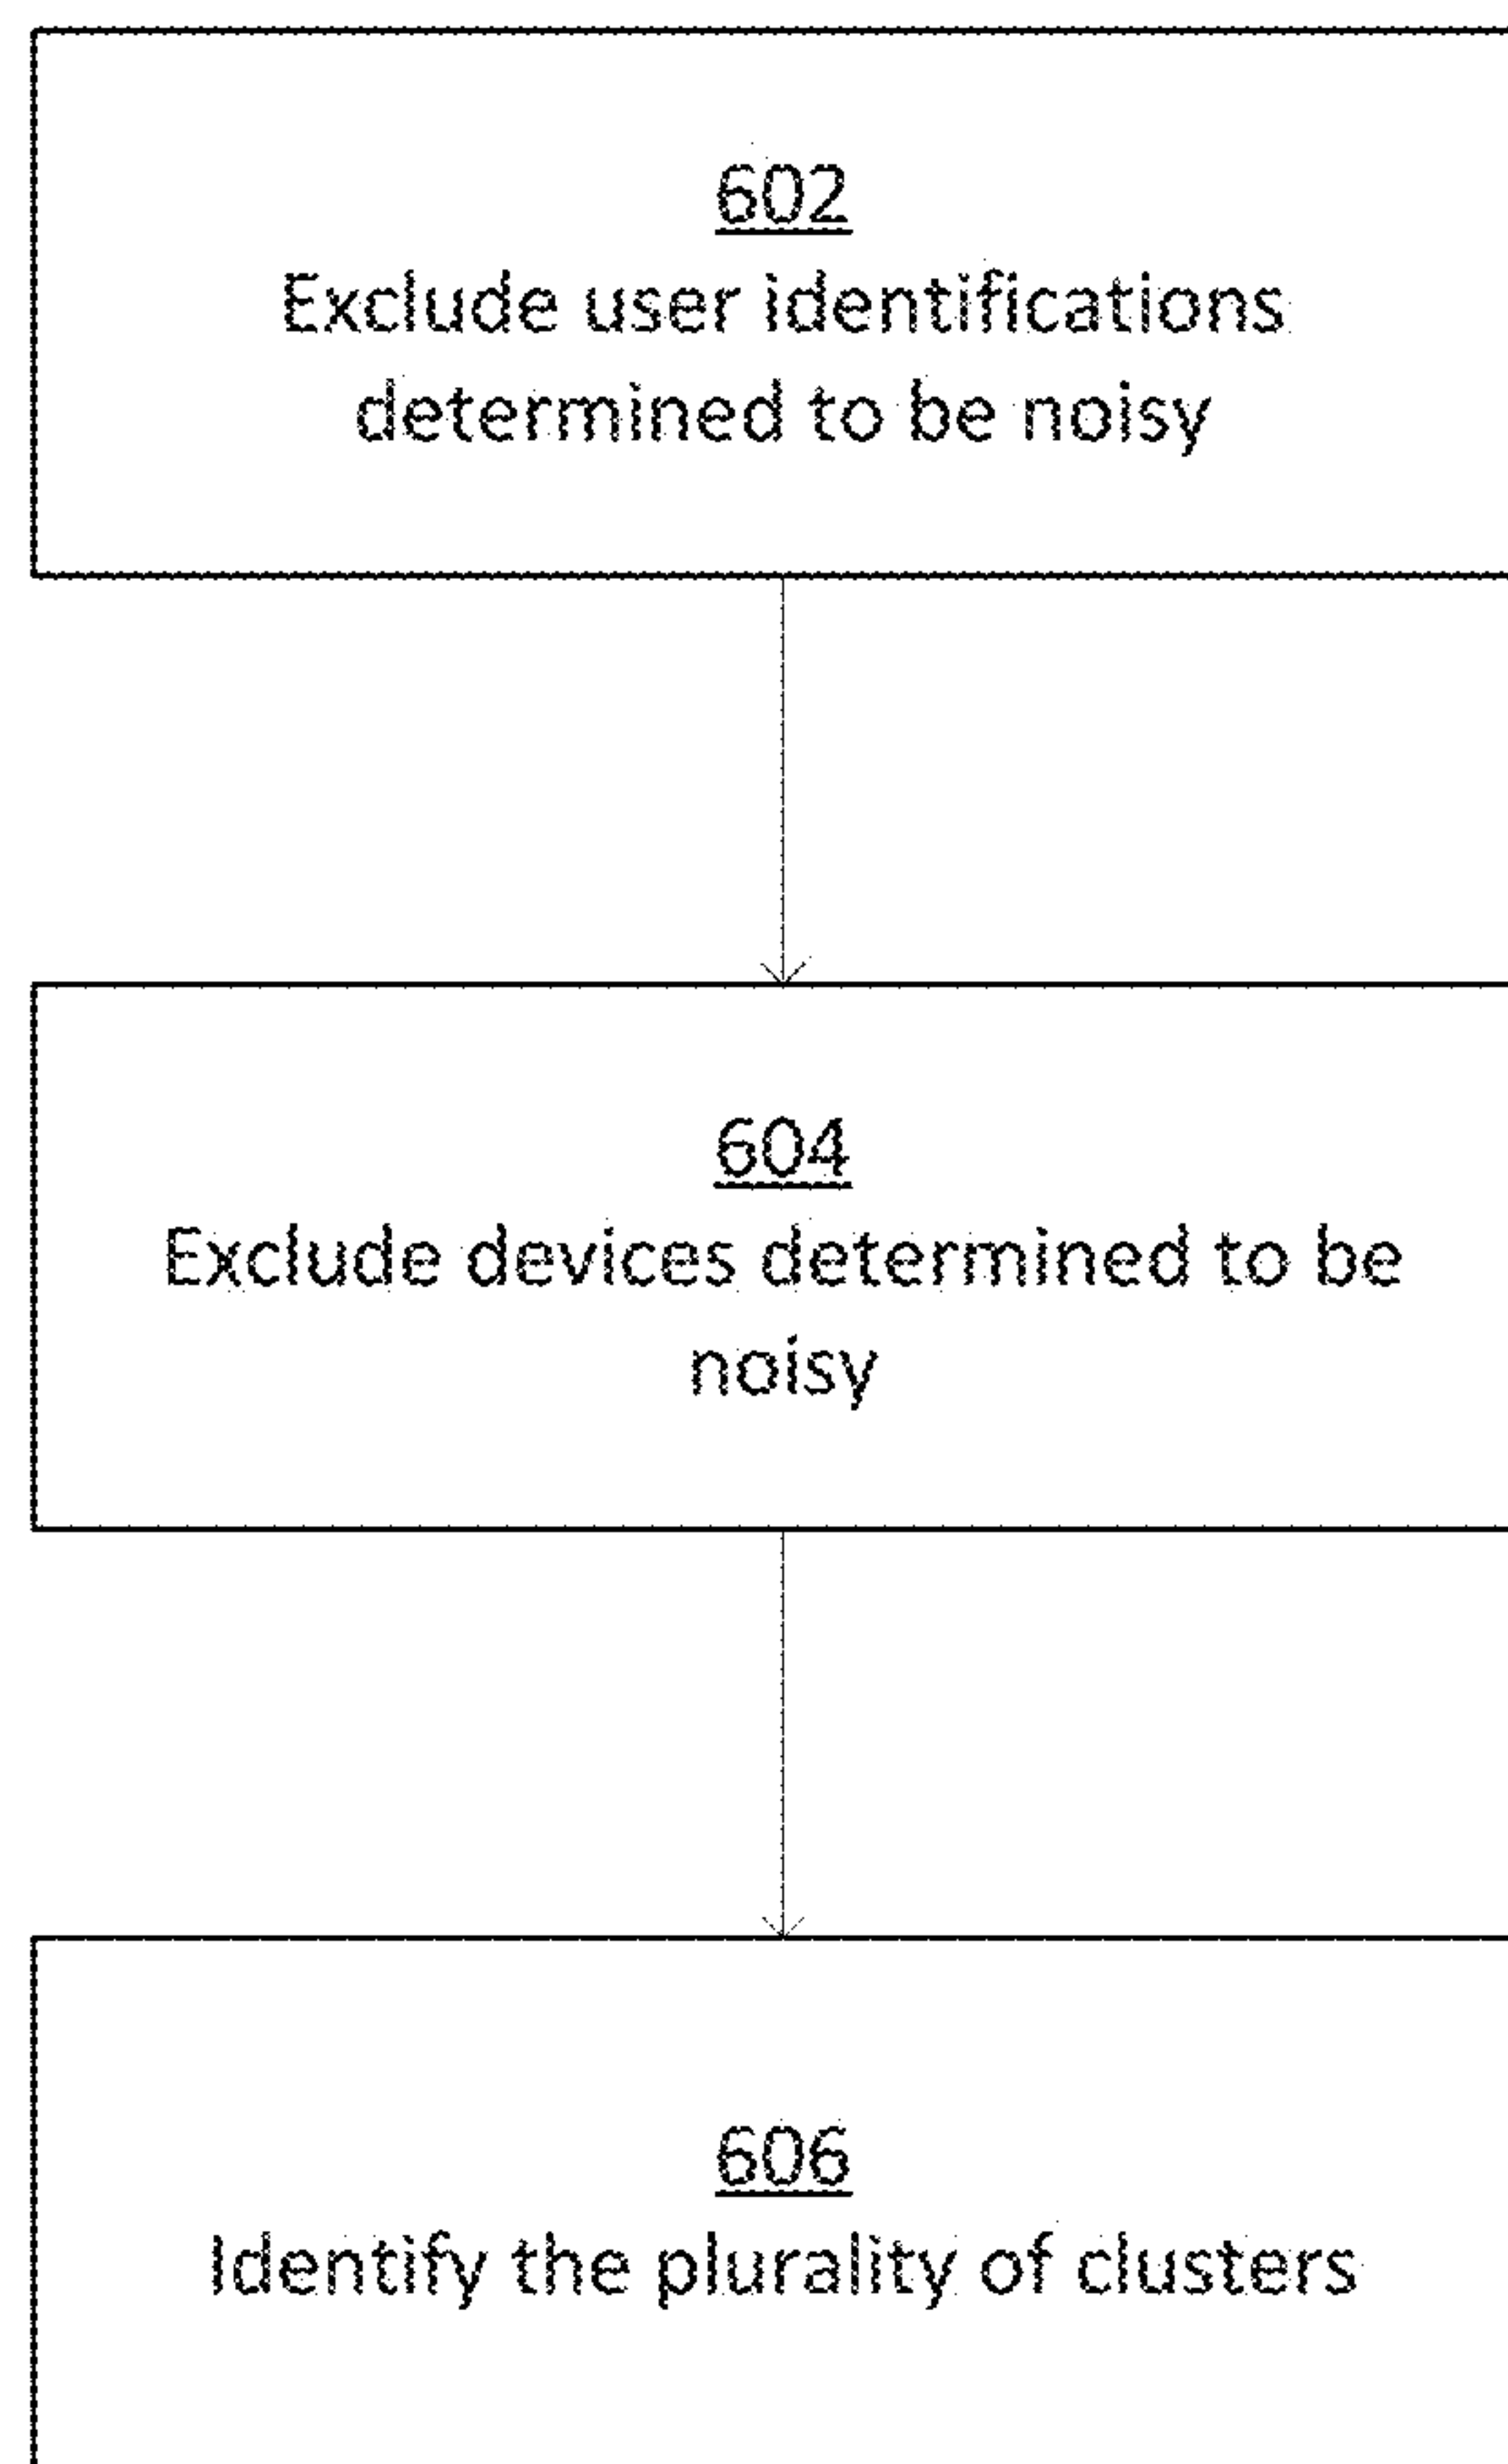 602
Exclude user identifications
determined to be noisy
604
Exclude devices determined to be
noisy
606
Identify the plurality of clusters